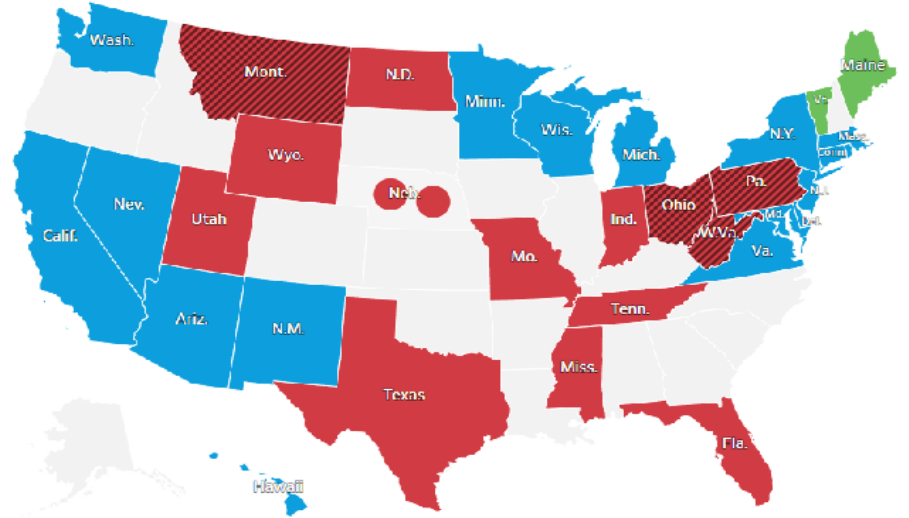 Wash.
Mont.
N.D.
Minn.
Maine
Vt.
Wis.
Mich.
N.Y.
Mass.
Conn.
Wyo.
Neb.
Pa.
N.J.
Nev.
Utah
Ind.
Ohio
W.Va.
Md.
Del.
Calif.
Mo.
Va.
Ariz.
N.M.
Tenn.
Miss.
Texas
Fla.
Hawaii